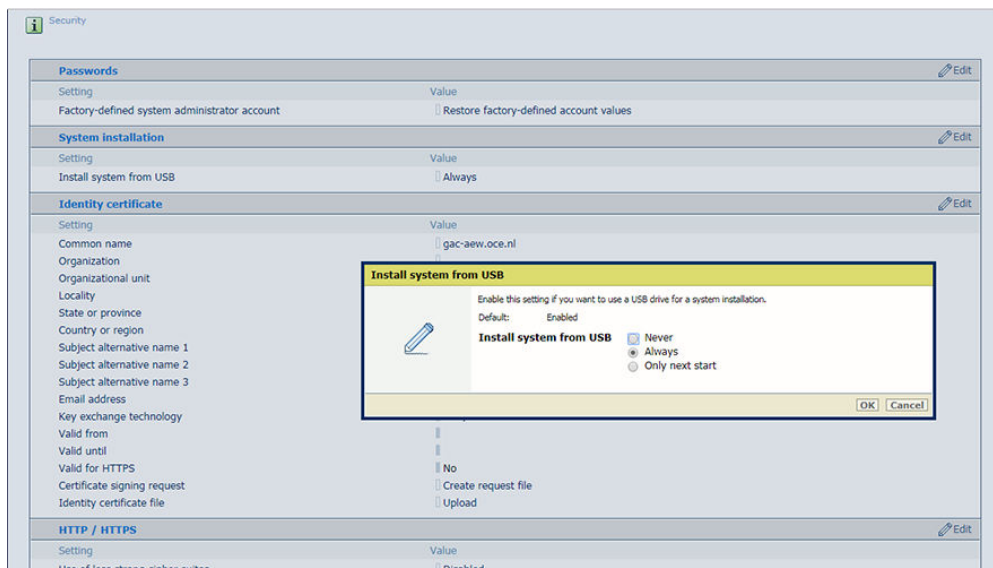 Security
Passwords Edit
Setting Value
Factory-defined system administrator account Restore factory-defined account values
System installation Edit
Setting Value
Install system from USB Always
Identity certificate Edit
Setting Value
Common name gac-aew.oce.nl
Organization
Organizational unit
Locality
State or province
Country or region
Subject alternative name 1
Subject alternative name 2
Subject alternative name 3
Email address
Key exchange technology
Valid from
Valid until
Valid for HTTPS No
Certificate signing request Create request file
Identity certificate file Upload
HTTP / HTTPS Edit
Setting Value
Install system from USB
Enable this setting if you want to use a USB drive for a system installation.
Default: Enabled
Install system from USB Never
Always
Only next start
OK Cancel